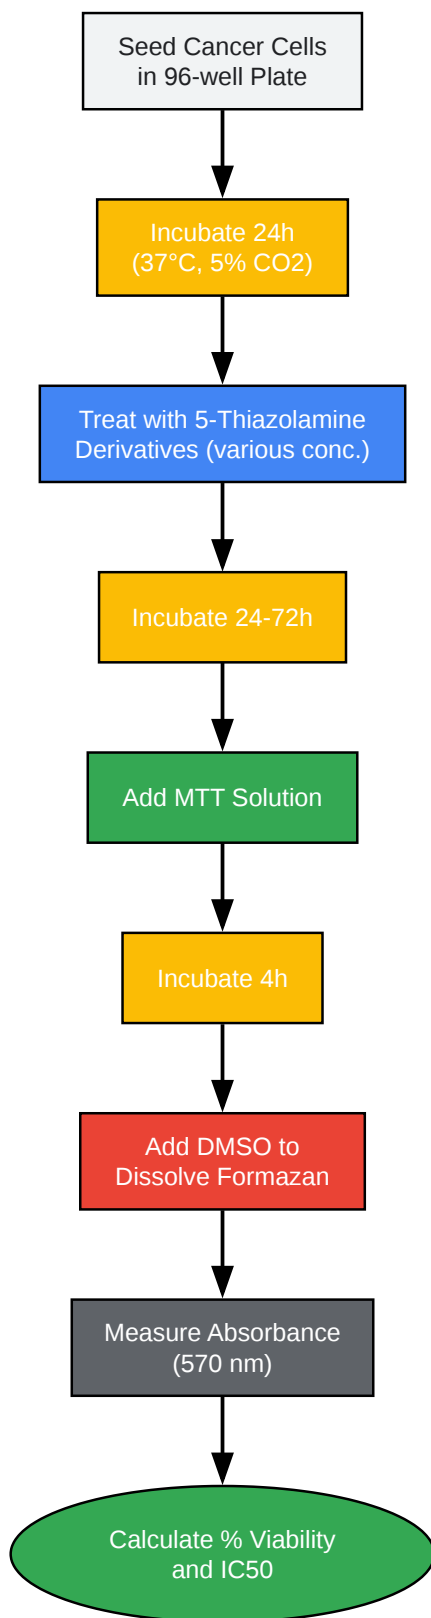 Seed Cancer Cells
in 96-well Plate
Incubate 24h
(37°C, 5% CO2)
Treat with 5-Thiazolamine
Derivatives (various conc.)
Incubate 24-72h
Add MTT Solution
Incubate 4h
Add DMSO to
Dissolve Formazan
Measure Absorbance
(570 nm)
Calculate % Viability
and IC50